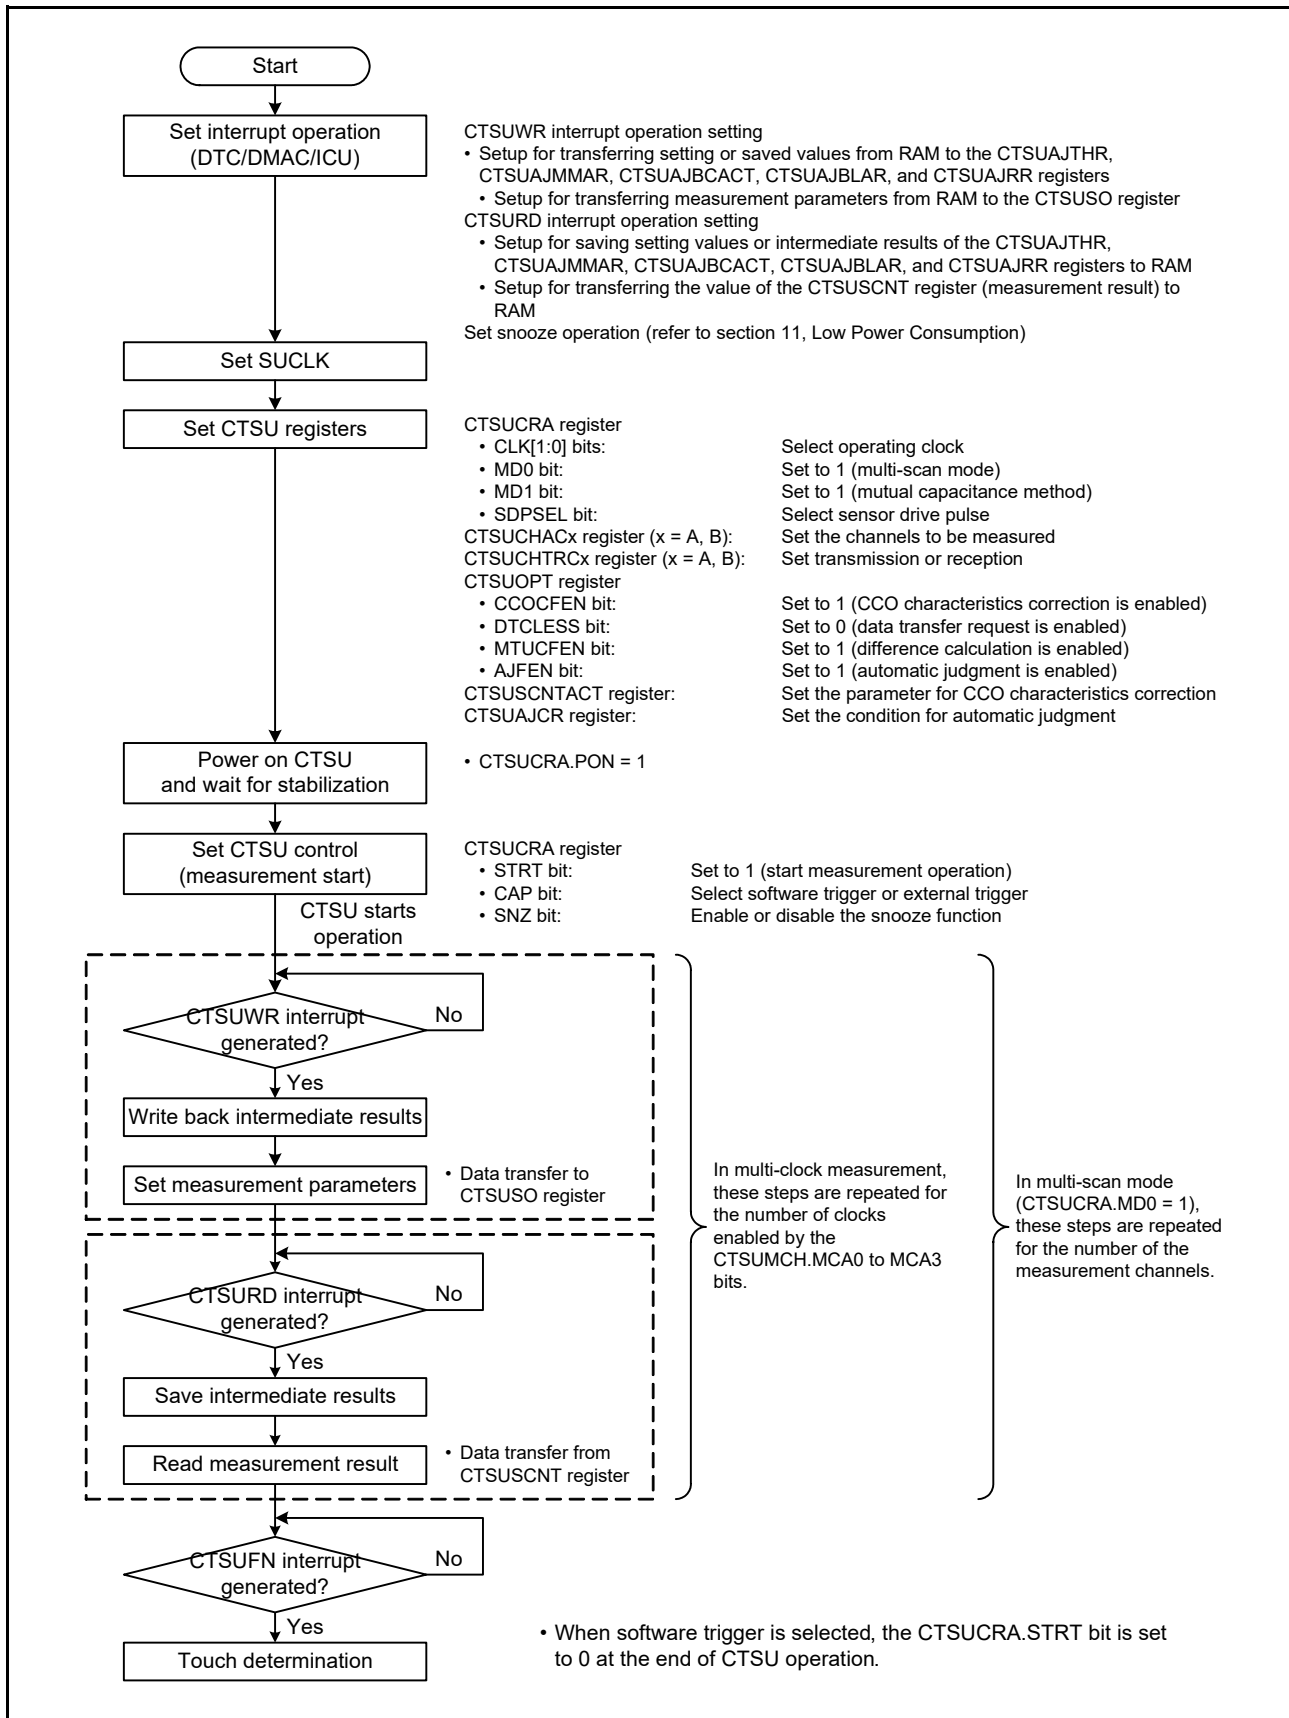 Start
Set interrupt operation
(DTC/DMAC/ICU)
CTSUWR interrupt operation setting
• Setup for transferring setting or saved values from RAM to the CTSUAJTHR,
CTSUAJMMAR, CTSUAJBCACT, CTSUAJBLAR, and CTSUAJRR registers
• Setup for transferring measurement parameters from RAM to the CTSUSO register
CTSURD interrupt operation setting
• Setup for saving setting values or intermediate results of the CTSUAJTHR,
CTSUAJMMAR, CTSUAJBCACT, CTSUAJBLAR, and CTSUAJRR registers to RAM
• Setup for transferring the value of the CTSUSCNT register (measurement result) to
RAM
Set snooze operation (refer to section 11, Low Power Consumption)
Set SUCLK
Set CTSU registers
CTSUCRA register
• CLK[1:0] bits: Select operating clock
• MD0 bit: Set to 1 (multi-scan mode)
• MD1 bit: Set to 1 (mutual capacitance method)
• SDPSEL bit: Select sensor drive pulse
CTSUCHACx register (x = A, B): Set the channels to be measured
CTSUCHTRCx register (x = A, B): Set transmission or reception
CTSUOPT register
• CCOCFEN bit: Set to 1 (CCO characteristics correction is enabled)
• DTCLESS bit: Set to 0 (data transfer request is enabled)
• MTUCFEN bit: Set to 1 (difference calculation is enabled)
• AJFEN bit: Set to 1 (automatic judgment is enabled)
CTSUSCNTACT register: Set the parameter for CCO characteristics correction
CTSUAJCR register: Set the condition for automatic judgment
Power on CTSU
and wait for stabilization
• CTSUCRA.PON = 1
Set CTSU control
(measurement start)
CTSUCRA register
• STRT bit: Set to 1 (start measurement operation)
• CAP bit: Select software trigger or external trigger
• SNZ bit: Enable or disable the snooze function
CTSU starts
operation
CTSUWR interrupt
generated?
No
Yes
Write back intermediate results
Set measurement parameters
• Data transfer to
CTSUSO register
CTSURD interrupt
generated?
No
Yes
Save intermediate results
Read measurement result
• Data transfer from
CTSUSCNT register
In multi-clock measurement,
these steps are repeated for
the number of clocks
enabled by the
CTSUMCH.MCA0 to MCA3
bits.
In multi-scan mode
(CTSUCRA.MD0 = 1),
these steps are repeated
for the number of the
measurement channels.
CTSUFN interrupt
generated?
No
Yes
Touch determination
• When software trigger is selected, the CTSUCRA.STRT bit is set
to 0 at the end of CTSU operation.